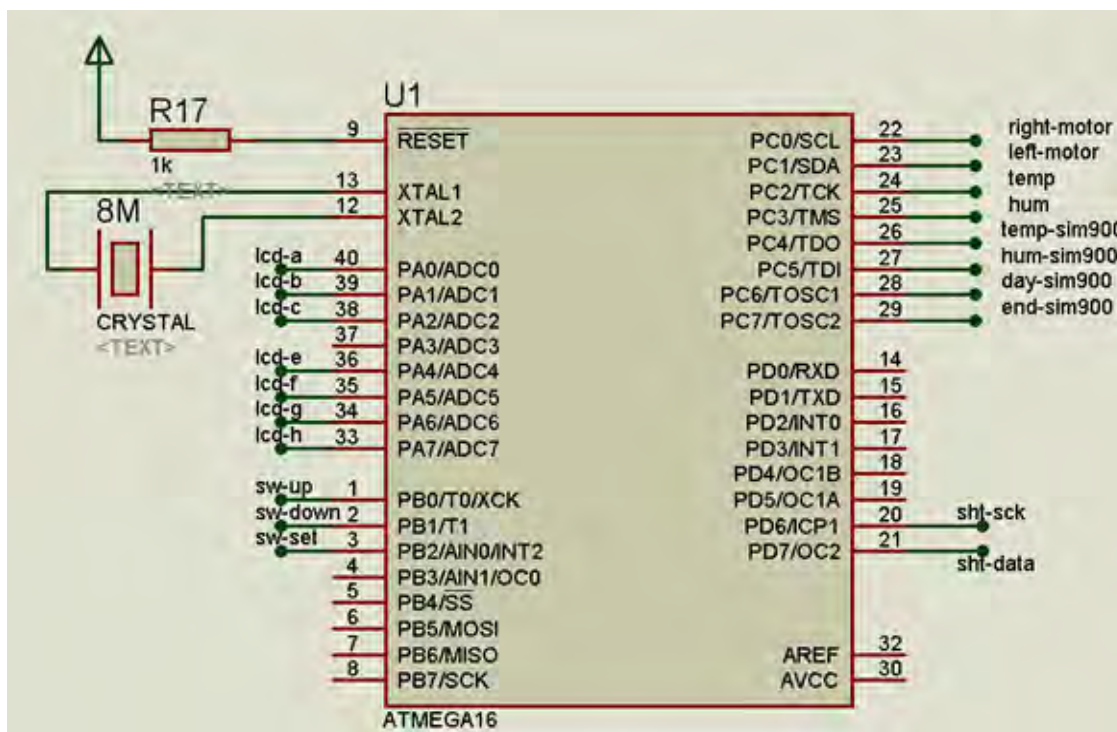 U1
R17
1k
<TEXT>
8M
CRYSTAL
<TEXT>
9 RESET
13 XTAL1
12 XTAL2
lcd-a 40 PA0/ADC0
lcd-b 39 PA1/ADC1
lcd-c 38 PA2/ADC2
37 PA3/ADC3
lcd-e 36 PA4/ADC4
lcd-f 35 PA5/ADC5
lcd-g 34 PA6/ADC6
lcd-h 33 PA7/ADC7
sw-up 1 PB0/T0/XCK
sw-down 2 PB1/T1
sw-set 3 PB2/AIN0/INT2
4 PB3/AIN1/OC0
5 PB4/SS
6 PB5/MOSI
7 PB6/MISO
8 PB7/SCK
PC0/SCL 22 right-motor
PC1/SDA 23 left-motor
PC2/TCK 24 temp
PC3/TMS 25 hum
PC4/TDO 26 temp-sim900
PC5/TDI 27 hum-sim900
PC6/TOSC1 28 day-sim900
PC7/TOSC2 29 end-sim900
PD0/RXD 14
PD1/TXD 15
PD2/INT0 16
PD3/INT1 17
PD4/OC1B 18
PD5/OC1A 19
PD6/ICP1 20 sht-sck
PD7/OC2 21 sht-data
AREF 32
AVCC 30
ATMEGA16